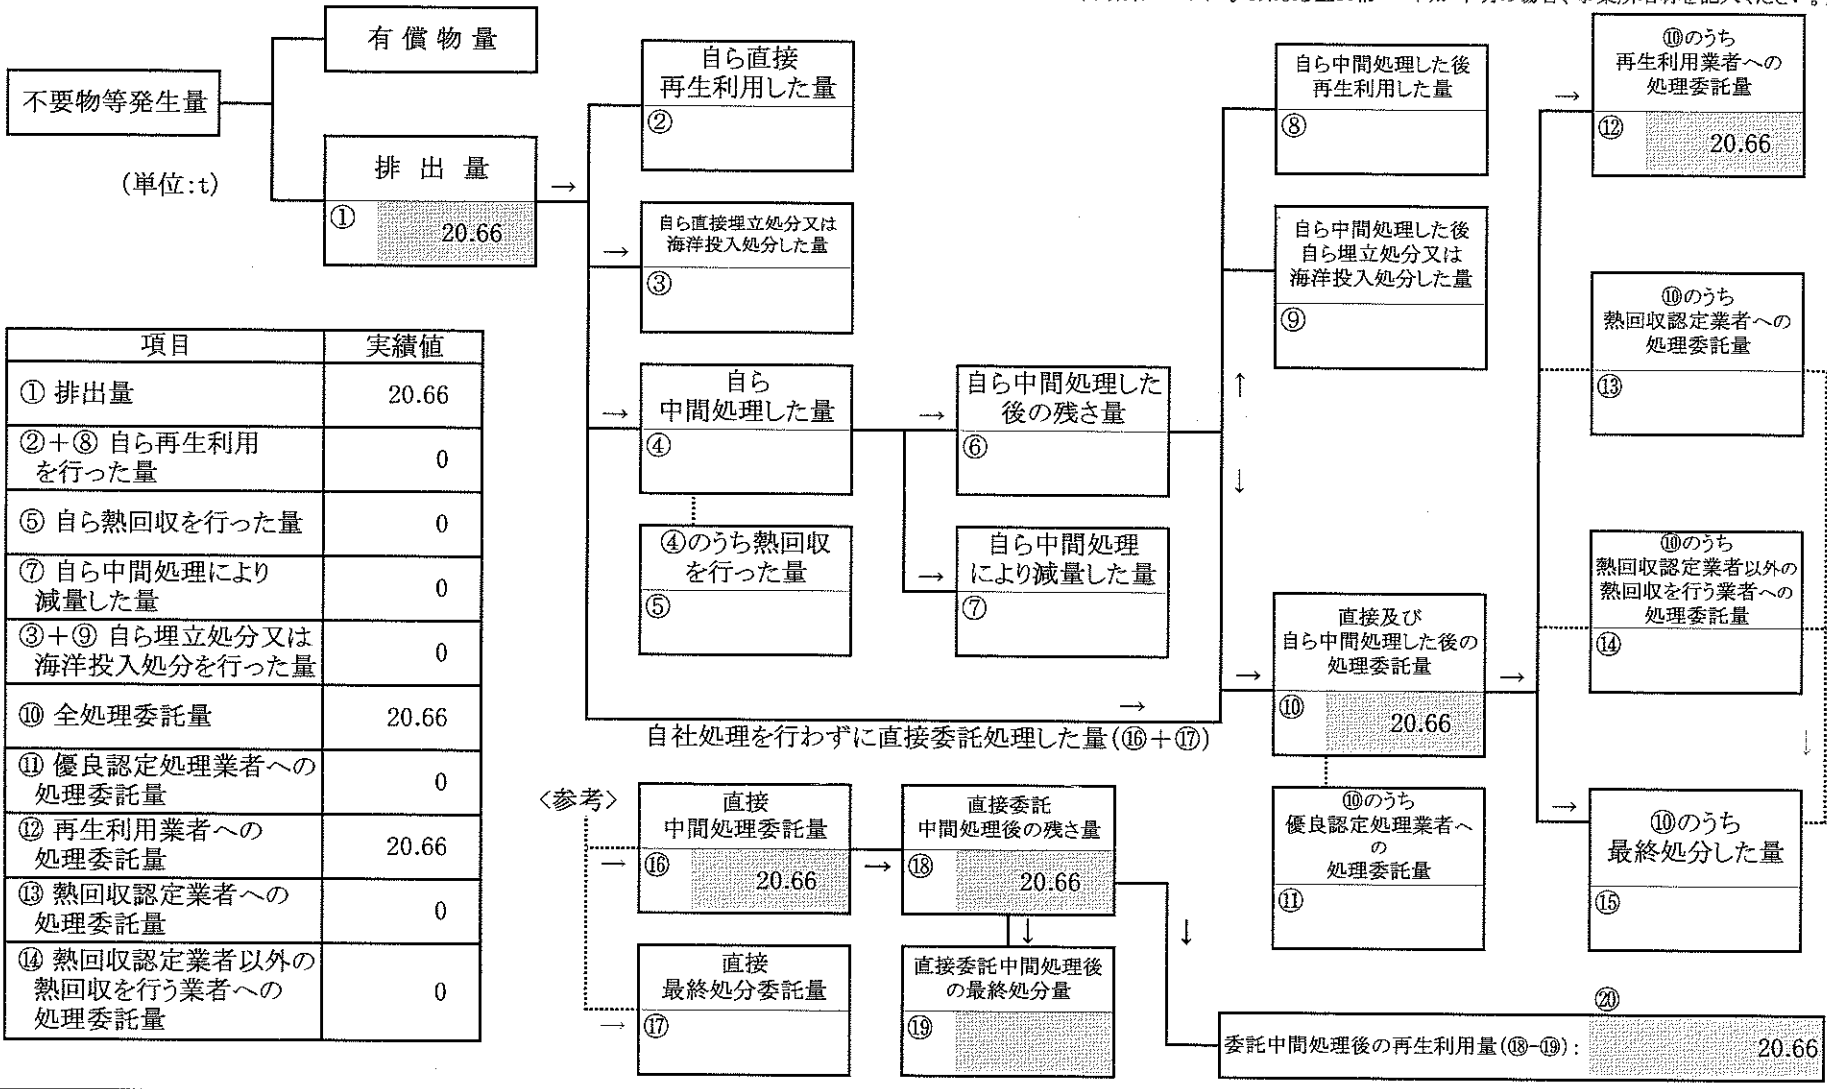 有償物量
不要物等発生量
(単位:t)
排出量
①
20.66
自ら直接
再生利用した量
②
自ら直接埋立処分又は
海洋投入処分した量
③
自ら
中間処理した量
④
④のうち熱回収
を行った量
⑤
自ら中間処理した
後の残さ量
⑥
自ら中間処理
により減量した量
⑦
自ら中間処理した後
再生利用した量
⑧
自ら中間処理した後
自ら埋立処分又は
海洋投入処分した量
⑨
直接及び
自ら中間処理した後の
処理委託量
⑩
20.66
⑩のうち
優良認定処理業者へ
の
処理委託量
⑪
⑩のうち
再生利用業者への
処理委託量
⑫
20.66
⑩のうち
熱回収認定業者への
処理委託量
⑬
⑩のうち
熱回収認定業者以外の
熱回収を行う業者への
処理委託量
⑭
⑩のうち
最終処分した量
⑮
自社処理を行わずに直接委託処理した量(⑯+⑰)
〈参考〉
直接
中間処理委託量
⑯
20.66
直接
最終処分委託量
⑰
直接委託
中間処理後の残さ量
⑱
20.66
直接委託中間処理後
の最終処分量
⑲
⑳
委託中間処理後の再生利用量(⑱-⑲):
20.66
項目 実績値
① 排出量 20.66
②+⑧ 自ら再生利用
を行った量 0
⑤ 自ら熱回収を行った量 0
⑦ 自ら中間処理により
減量した量 0
③+⑨ 自ら埋立処分又は
海洋投入処分を行った量 0
⑩ 全処理委託量 20.66
⑪ 優良認定処理業者への
処理委託量 0
⑫ 再生利用業者への
処理委託量 20.66
⑬ 熱回収認定業者への
処理委託量 0
⑭ 熱回収認定業者以外の
熱回収を行う業者への
処理委託量 0